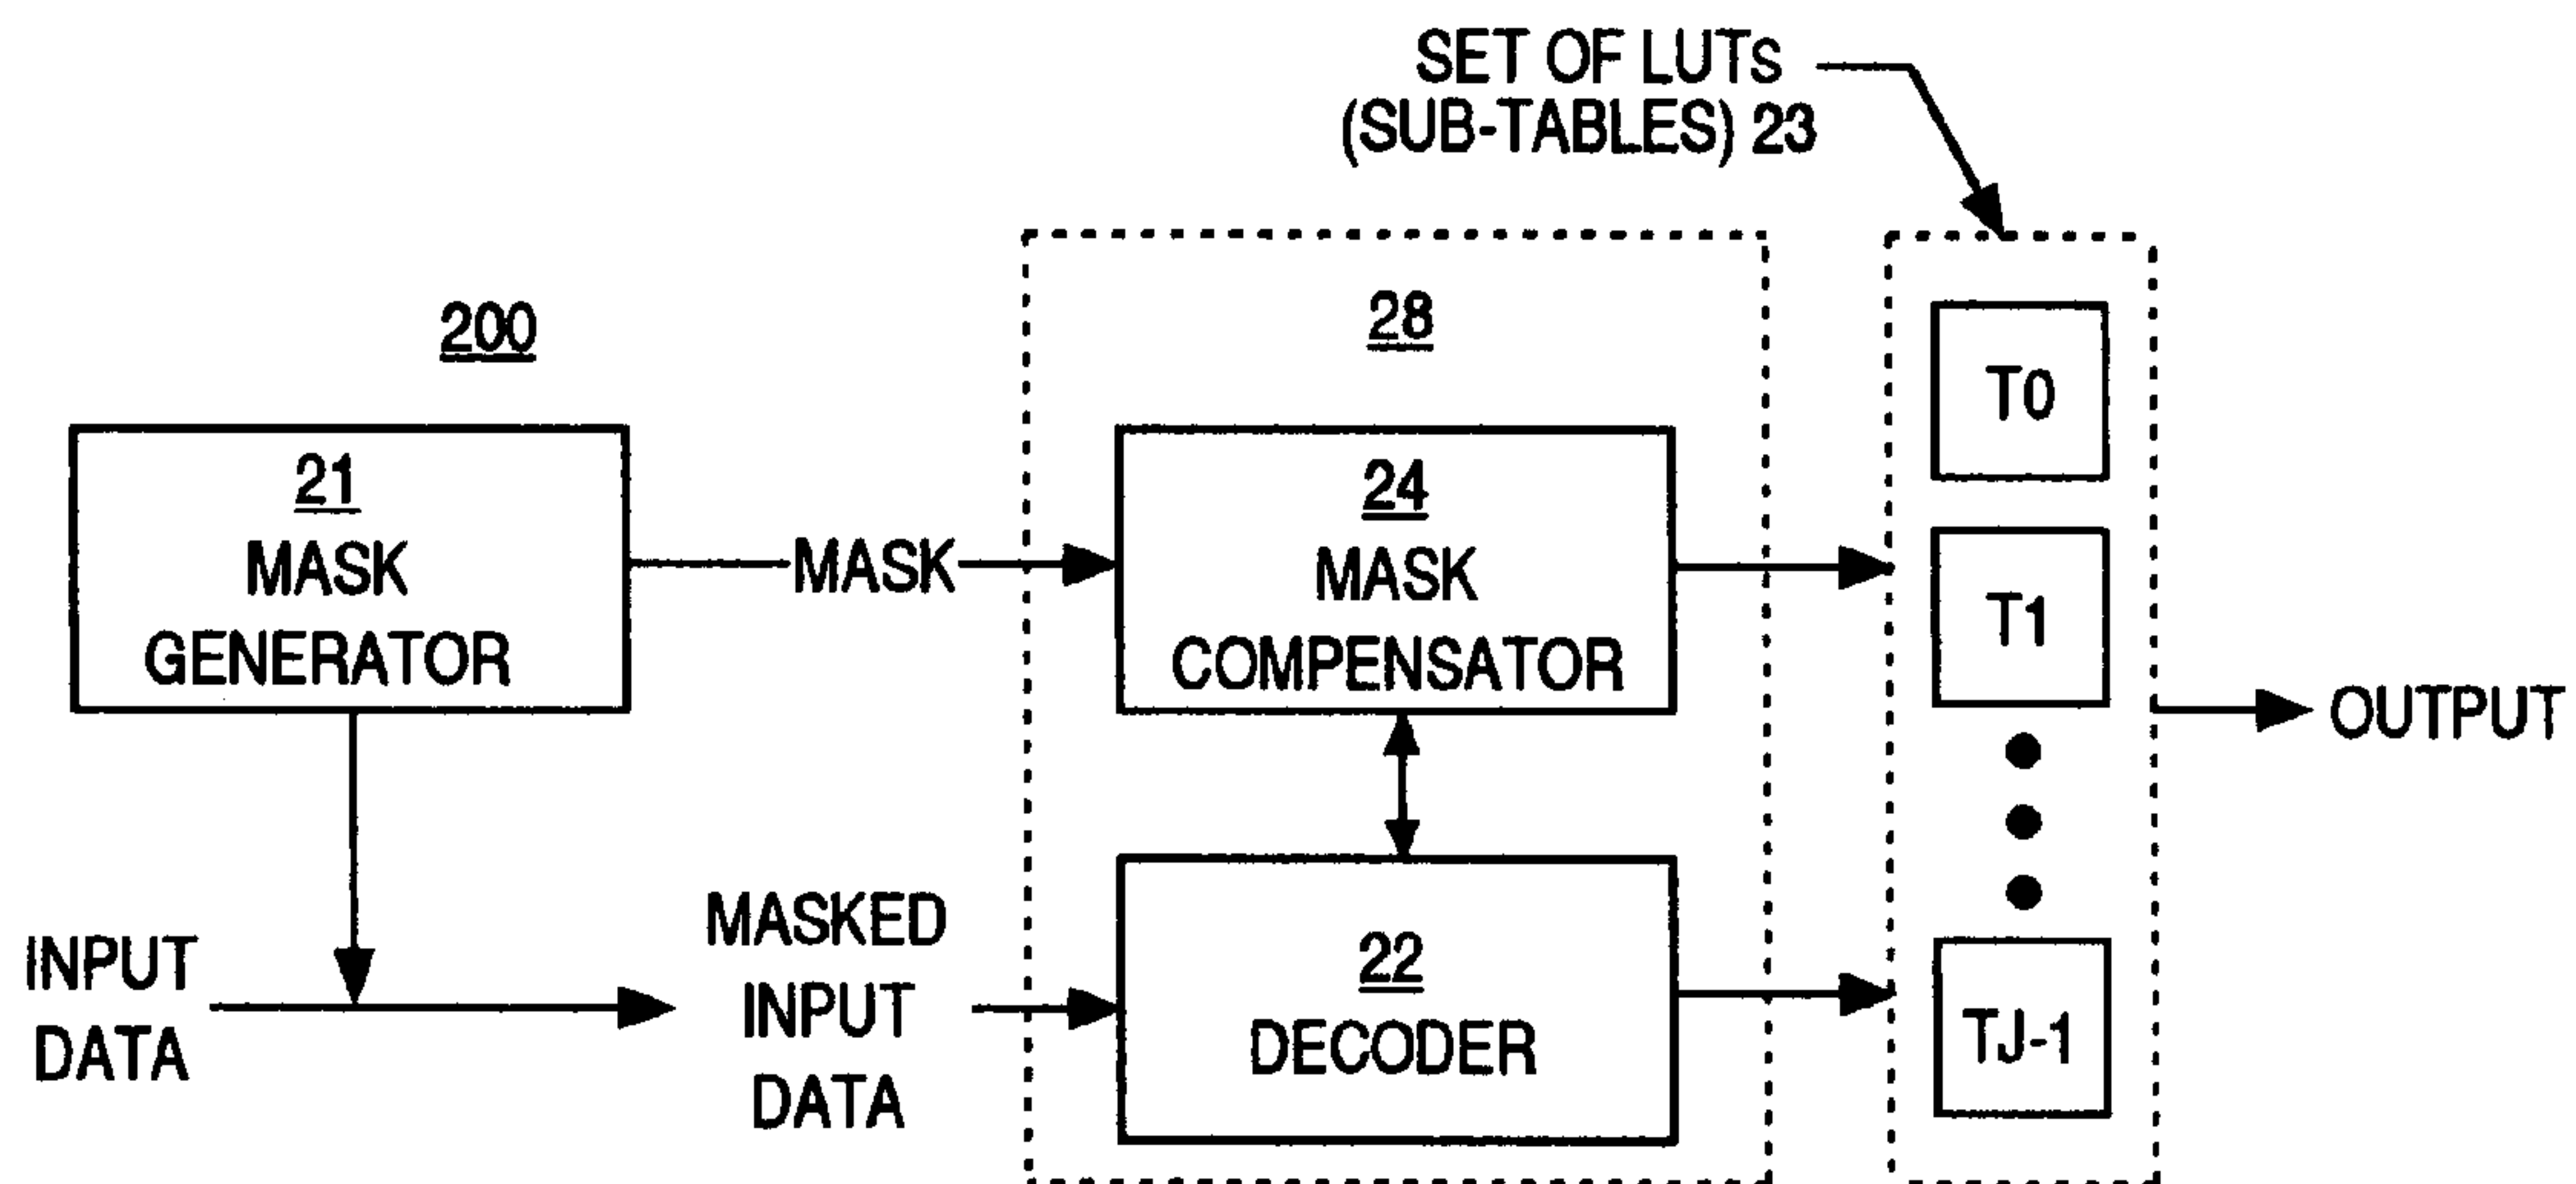 SET OF LUTs
(SUB-TABLES) 23
200
28
21
MASK
GENERATOR
MASK
24
MASK
COMPENSATOR
T0
T1
OUTPUT
INPUT
DATA
MASKED
INPUT
DATA
22
DECODER
TJ-1